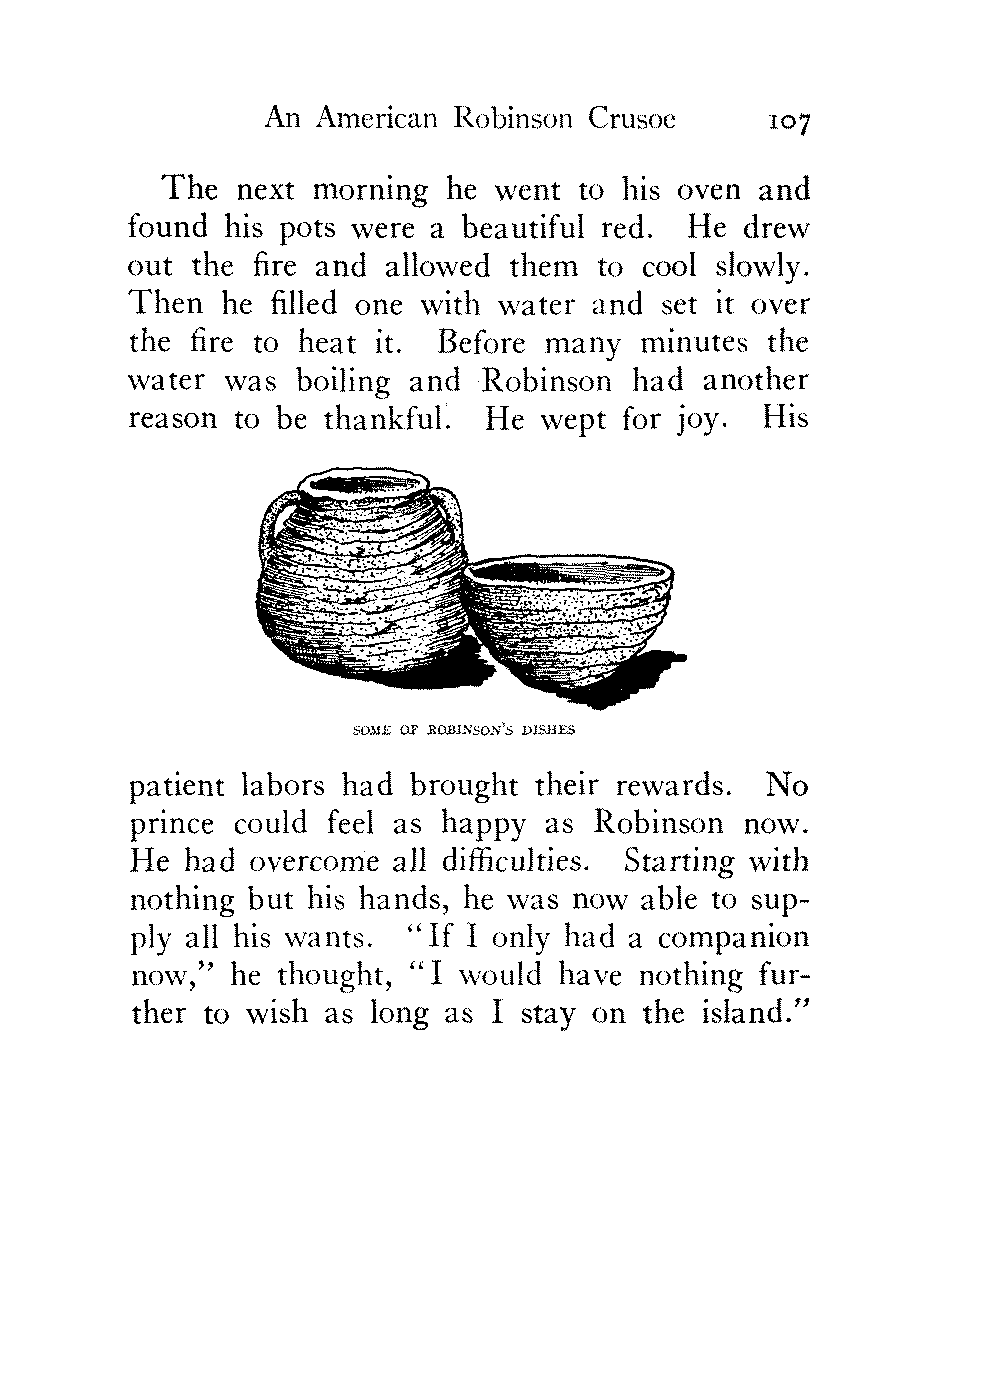 An American Robinson Crusoe 107
The next morning he went to his oven and
found his pots were a beautiful red. He drew
out the fire and allowed them to cool slowly.
Then he filled one with water and set it over
the fire to heat it. Before many minutes the
water was boiling and Robinson had another
reason to be thankful. He wept for joy. His
SOME OF ROBINSON'S DISHES
patient labors had brought their rewards. No
prince could feel as happy as Robinson now.
He had overcome all difficulties. Starting with
nothing but his hands, he was now able to sup-
ply all his wants. "If I only had a companion
now," he thought, "I would have nothing fur-
ther to wish as long as I stay on the island."